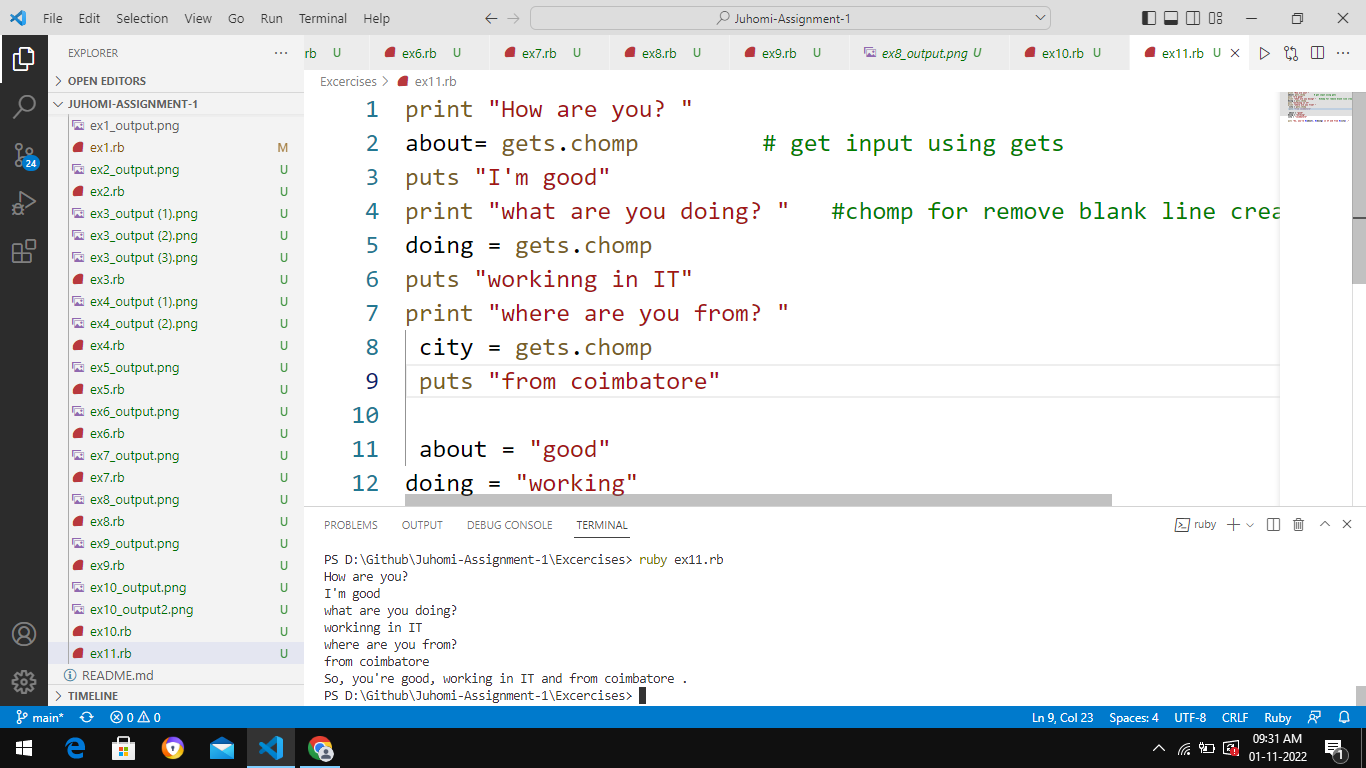 File Edit Selection View Go Run Terminal Help
Juhomi-Assignment-1
EXPLORER
rb U ex6.rb U ex7.rb U ex8.rb U ex9.rb U ex8_output.png U ex10.rb U ex11.rb U
OPEN EDITORS
JUHOMI-ASSIGNMENT-1
ex1_output.png
ex1.rb M
ex2_output.png U
ex2.rb U
ex3_output (1).png U
ex3_output (2).png U
ex3_output (3).png U
ex3.rb U
ex4_output (1).png U
ex4_output (2).png U
ex4.rb U
ex5_output.png U
ex5.rb U
ex6_output.png U
ex6.rb U
ex7_output.png U
ex7.rb U
ex8_output.png U
ex8.rb U
ex9_output.png U
ex9.rb U
ex10_output.png U
ex10_output2.png U
ex10.rb U
ex11.rb U
README.md
TIMELINE
24
Excercises > ex11.rb
1 print "How are you? "
2 about= gets.chomp # get input using gets
3 puts "I'm good"
4 print "what are you doing? " #chomp for remove blank line crea
5 doing = gets.chomp
6 puts "workinng in IT"
7 print "where are you from? "
8 city = gets.chomp
9 puts "from coimbatore"
10
11 about = "good"
12 doing = "working"
PROBLEMS OUTPUT DEBUG CONSOLE TERMINAL
ruby
PS D:\Github\Juhomi-Assignment-1\Excercises> ruby ex11.rb
How are you?
I'm good
what are you doing?
workinng in IT
where are you from?
from coimbatore
So, you're good, working in IT and from coimbatore .
PS D:\Github\Juhomi-Assignment-1\Excercises>
main* 0 0 Ln 9, Col 23 Spaces: 4 UTF-8 CRLF Ruby
09:31 AM
01-11-2022
1